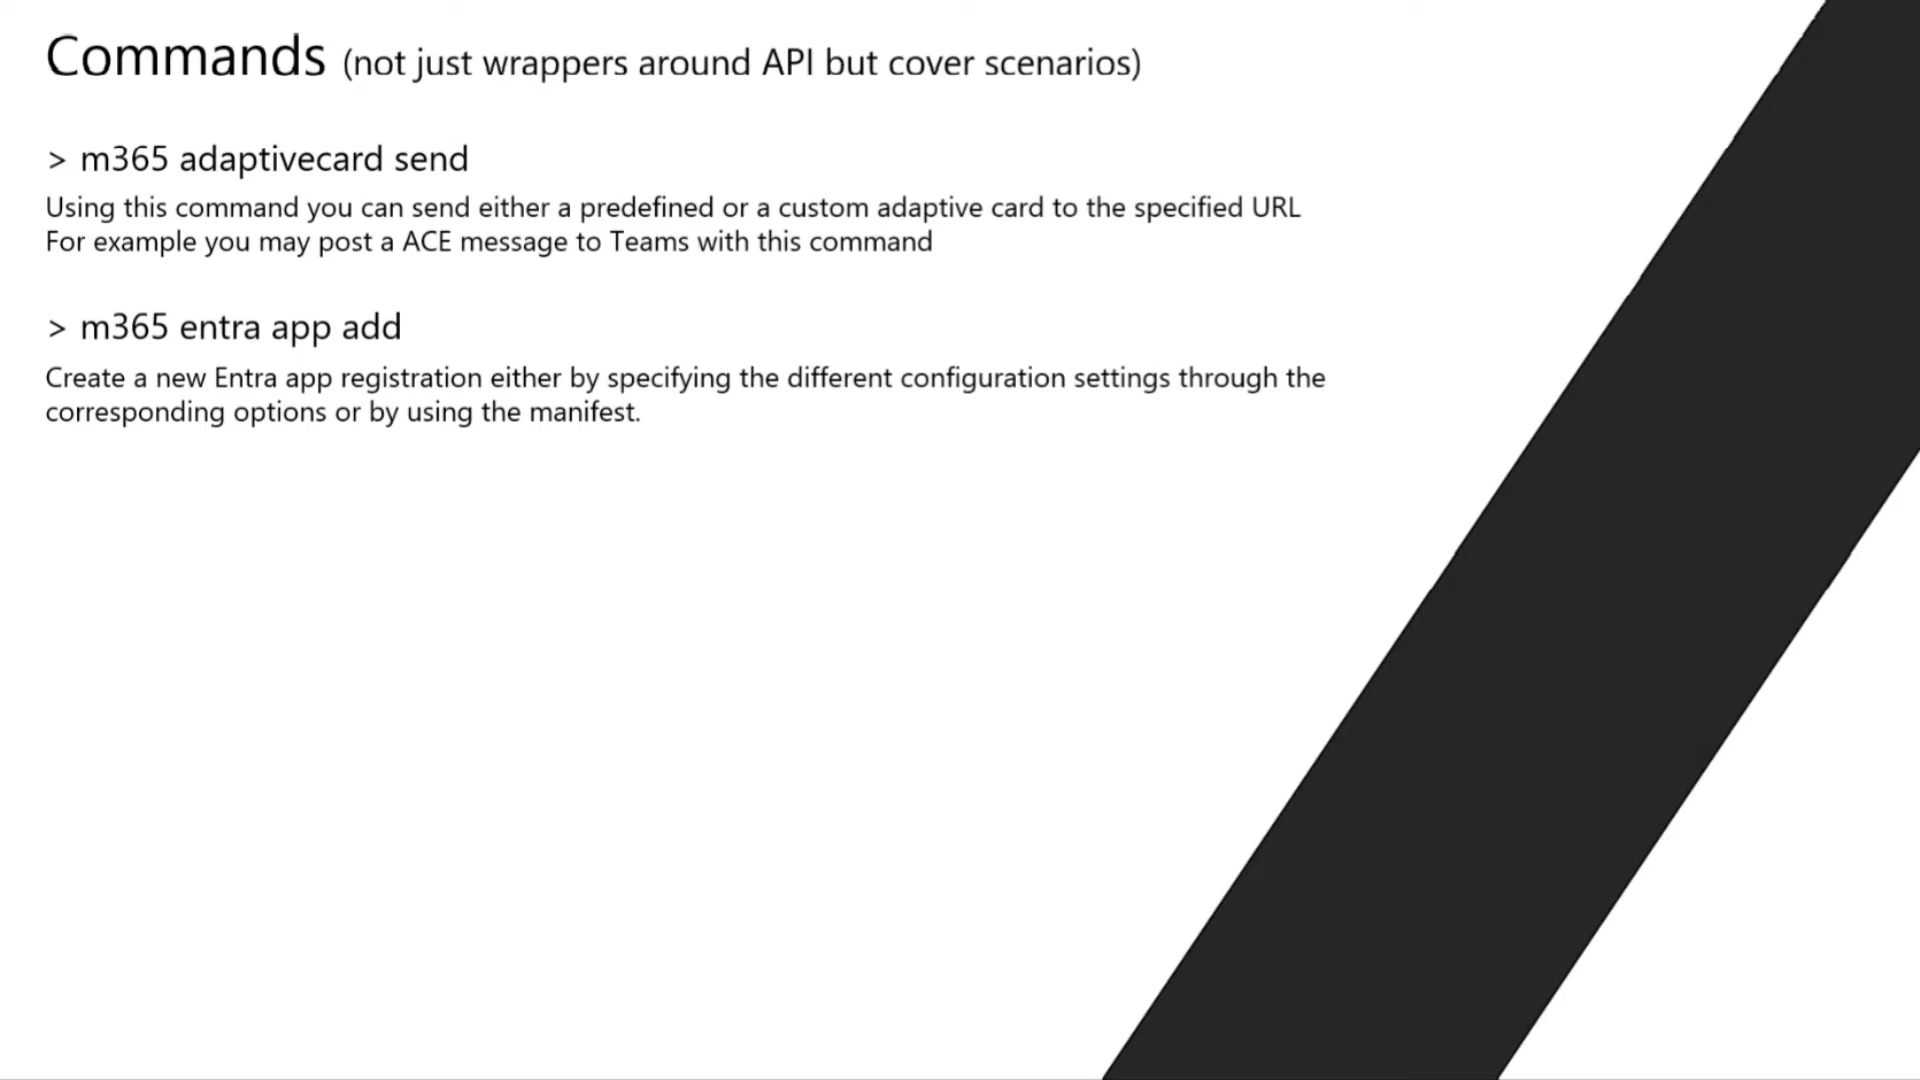 Commands (not just wrappers around API but cover scenarios)
> m365 adaptivecard send
Using this command you can send either a predefined or a custom adaptive card to the specified URL
For example you may post a ACE message to Teams with this command
> m365 entra app add
Create a new Entra app registration either by specifying the different configuration settings through the
corresponding options or by using the manifest.